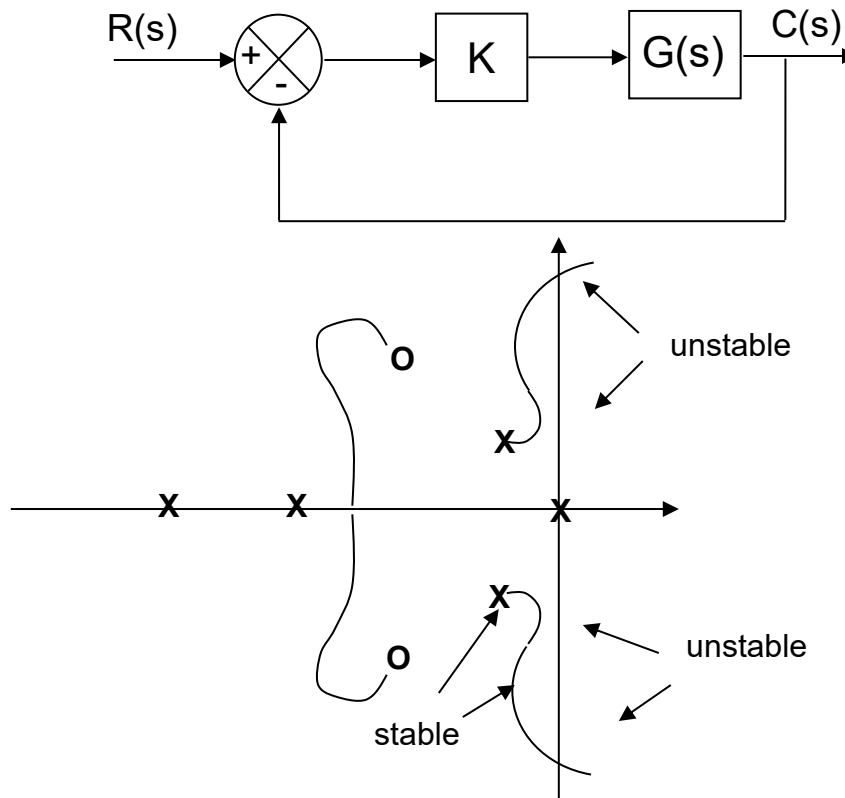 R(s)
+
-
K
G(s)
C(s)
unstable
O
X
X
X
X
X
O
unstable
stable